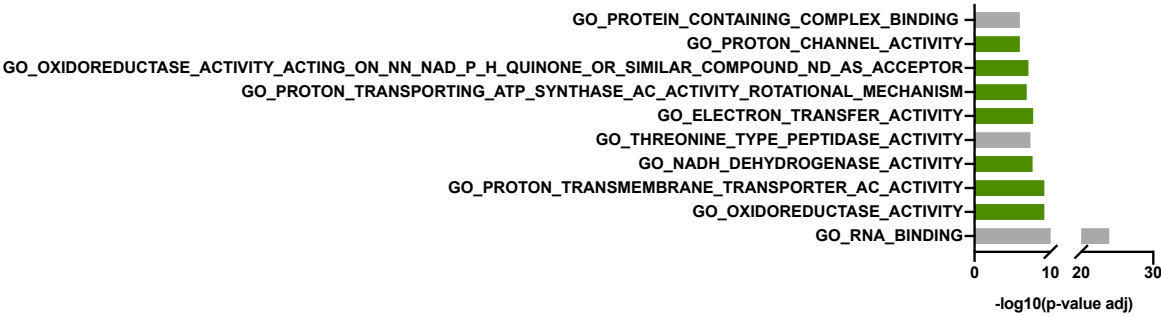 GO_PROTEIN_CONTAINING_COMPLEX_BINDING
GO_PROTON_CHANNEL_ACTIVITY
GO_OXIDOREDUCTASE_ACTIVITY_ACTING_ON_NN_NAD_P_H_QUINONE_OR_SIMILAR_COMPOUND_ND_AS_ACCEPTOR
GO_PROTON_TRANSPORTING_ATP_SYNTHASE_AC_ACTIVITY_ROTATIONAL_MECHANISM
GO_ELECTRON_TRANSFER_ACTIVITY
GO_THREONINE_TYPE_PEPTIDASE_ACTIVITY
GO_NADH_DEHYDROGENASE_ACTIVITY
GO_PROTON_TRANSMEMBRANE_TRANSPORTER_AC_ACTIVITY
GO_OXIDOREDUCTASE_ACTIVITY
GO_RNA_BINDING
0 10 20 30
-log10(p-value adj)